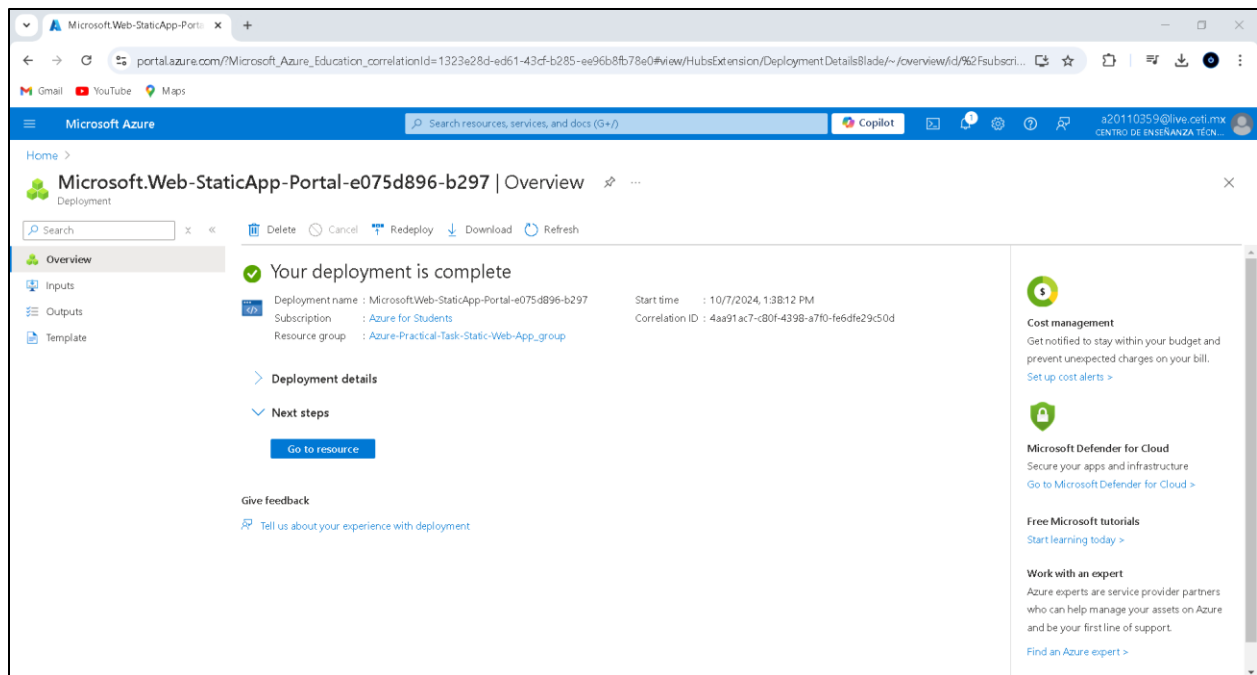 Microsoft.Web-StaticApp-Porta
portal.azure.com/?Microsoft_Azure_Education_correlationId=1323e28d-ed61-43cf-b285-ee96b8fb78e0#view/HubsExtension/DeploymentDetailsBlade/~/overview/id/%2Fsubscri...
Gmail YouTube Maps
Microsoft Azure
Search resources, services, and docs (G+/)
Copilot
1
a20110359@live.ceti.mx
CENTRO DE ENSEÑANZA TÉCN...
Home >
Microsoft.Web-StaticApp-Portal-e075d896-b297 | Overview
Deployment
Search
Overview
Inputs
Outputs
Template
Delete Cancel Redeploy Download Refresh
Your deployment is complete
Deployment name : Microsoft.Web-StaticApp-Portal-e075d896-b297
Subscription : Azure for Students
Resource group : Azure-Practical-Task-Static-Web-App_group
Start time : 10/7/2024, 1:38:12 PM
Correlation ID : 4aa91ac7-c80f-4398-a7f0-fe6dfe29c50d
Deployment details
Next steps
Go to resource
Give feedback
Tell us about your experience with deployment
Cost management
Get notified to stay within your budget and
prevent unexpected charges on your bill.
Set up cost alerts >
Microsoft Defender for Cloud
Secure your apps and infrastructure
Go to Microsoft Defender for Cloud >
Free Microsoft tutorials
Start learning today >
Work with an expert
Azure experts are service provider partners
who can help manage your assets on Azure
and be your first line of support.
Find an Azure expert >